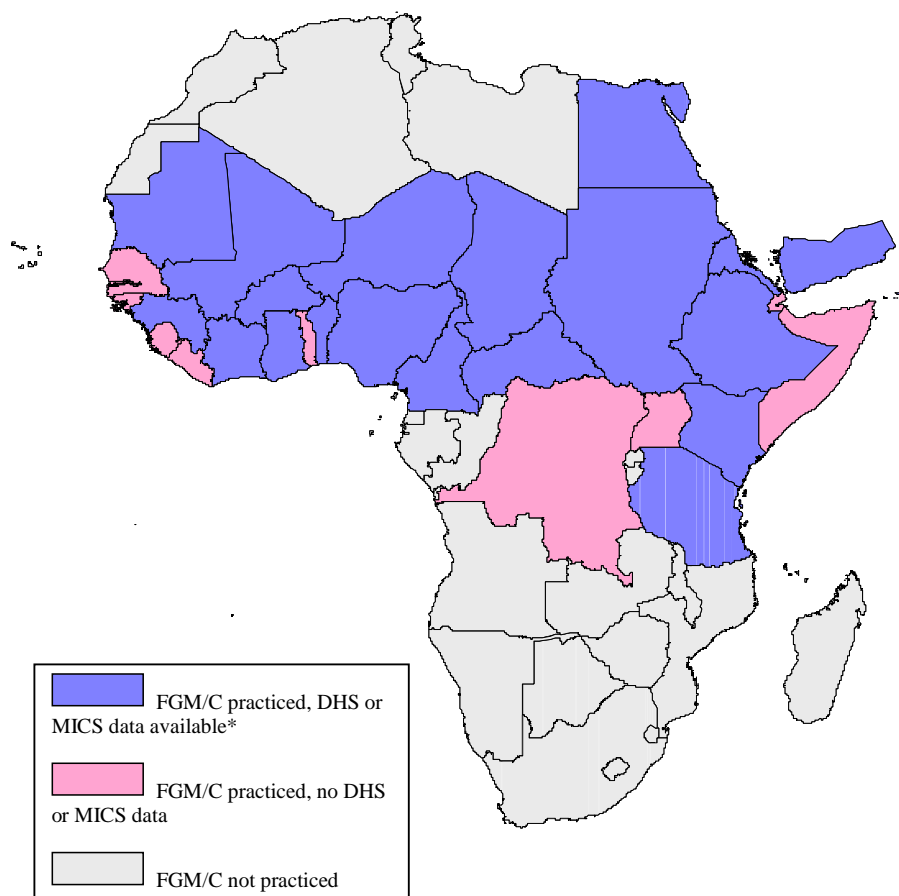 FGM/C practiced, DHS or
MICS data available*
FGM/C practiced, no DHS
or MICS data
FGM/C not practiced